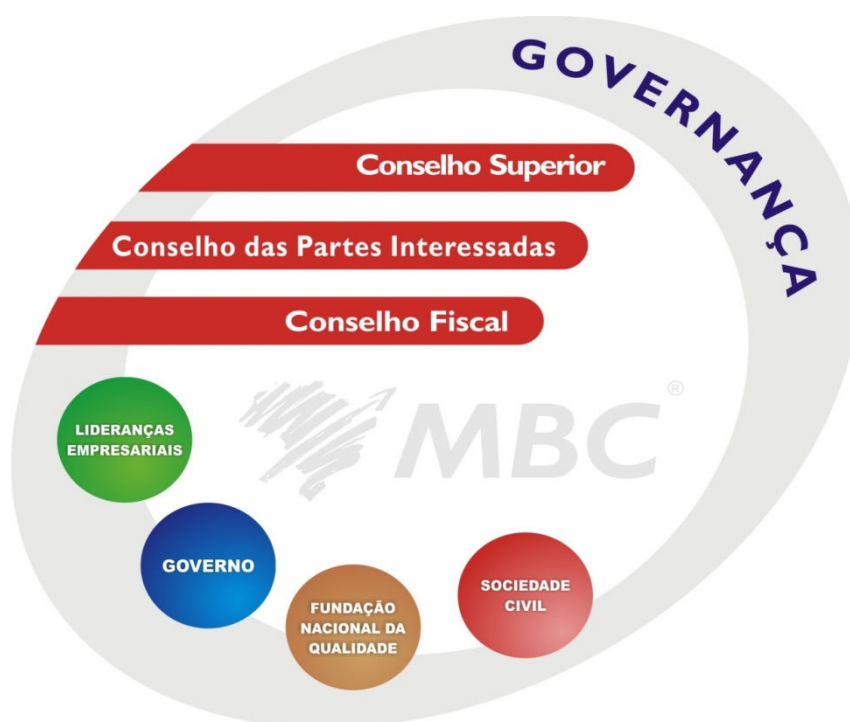 GOVERNANÇA
Conselho Superior
Conselho das Partes Interessadas
Conselho Fiscal
MBC®
LIDERANÇAS
EMPRESARIAIS
GOVERNO
FUNDAÇÃO
NACIONAL DA
QUALIDADE
SOCIEDADE
CIVIL